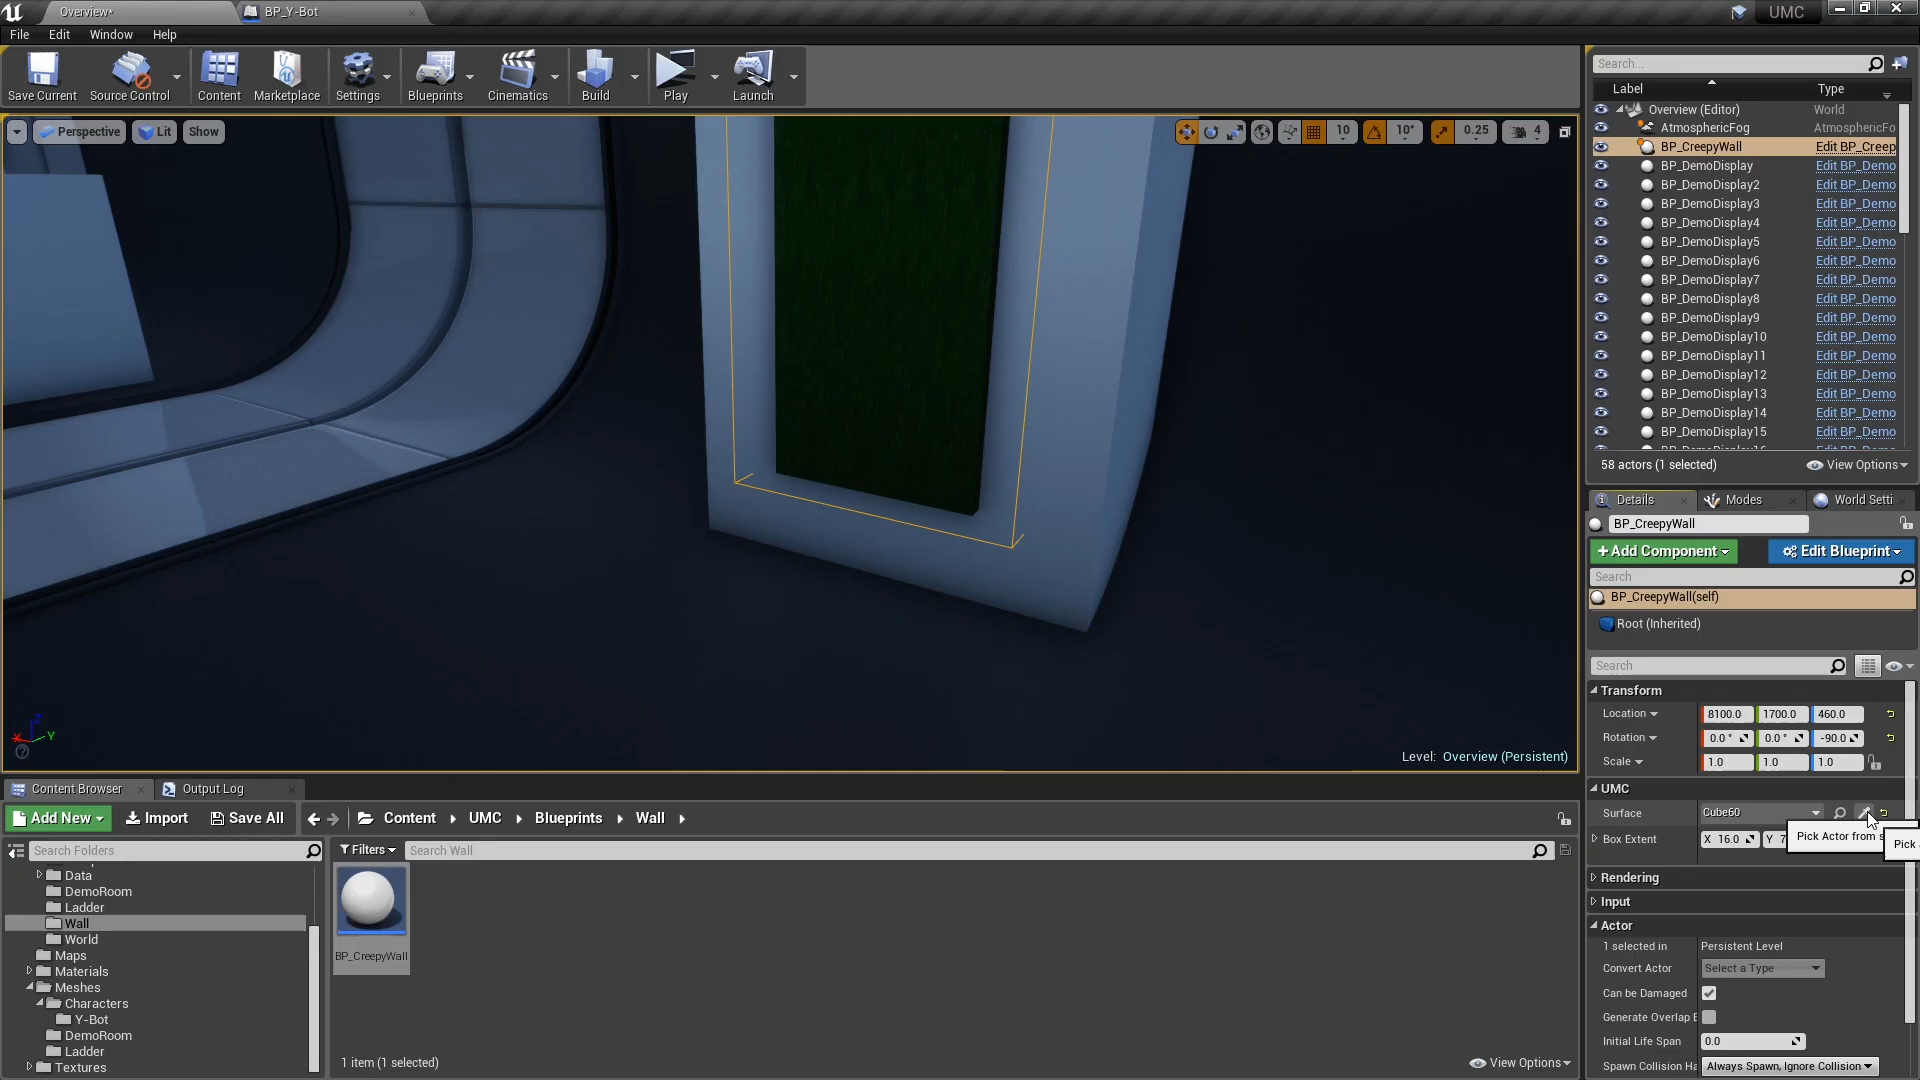 Overview*
BP_Y-Bot
UMC
File Edit Window Help
Save Current
Source Control
Content
Marketplace
Settings
Blueprints
Cinematics
Build
Play
Launch
Perspective
Lit
Show
10
10°
0.25
4
Level: Overview (Persistent)
Search...
Label Type
Overview (Editor) World
AtmosphericFog AtmosphericFo
BP_CreepyWall Edit BP_Creep
BP_DemoDisplay Edit BP_Demo
BP_DemoDisplay2 Edit BP_Demo
BP_DemoDisplay3 Edit BP_Demo
BP_DemoDisplay4 Edit BP_Demo
BP_DemoDisplay5 Edit BP_Demo
BP_DemoDisplay6 Edit BP_Demo
BP_DemoDisplay7 Edit BP_Demo
BP_DemoDisplay8 Edit BP_Demo
BP_DemoDisplay9 Edit BP_Demo
BP_DemoDisplay10 Edit BP_Demo
BP_DemoDisplay11 Edit BP_Demo
BP_DemoDisplay12 Edit BP_Demo
BP_DemoDisplay13 Edit BP_Demo
BP_DemoDisplay14 Edit BP_Demo
BP_DemoDisplay15 Edit BP_Demo
58 actors (1 selected) View Options
Details Modes World Setti
BP_CreepyWall
+Add Component Edit Blueprint
Search
BP_CreepyWall(self)
Root (Inherited)
Search
Transform
Location 8100.0 1700.0 460.0
Rotation 0.0° 0.0° -90.0
Scale 1.0 1.0 1.0
UMC
Surface Cube60
Box Extent X 16.0 Y 7
Pick Actor from s
Pick
Rendering
Input
Actor
1 selected in Persistent Level
Convert Actor Select a Type
Can be Damaged
Generate Overlap E
Initial Life Span 0.0
Spawn Collision Ha Always Spawn, Ignore Collision
Content Browser Output Log
Add New Import Save All Content UMC Blueprints Wall
Search Folders Filters Search Wall
Data
DemoRoom
Ladder
Wall
World
Maps
Materials
Meshes
Characters
Y-Bot
DemoRoom
Ladder
Textures
BP_CreepyWall
1 item (1 selected) View Options
X
Y
Z